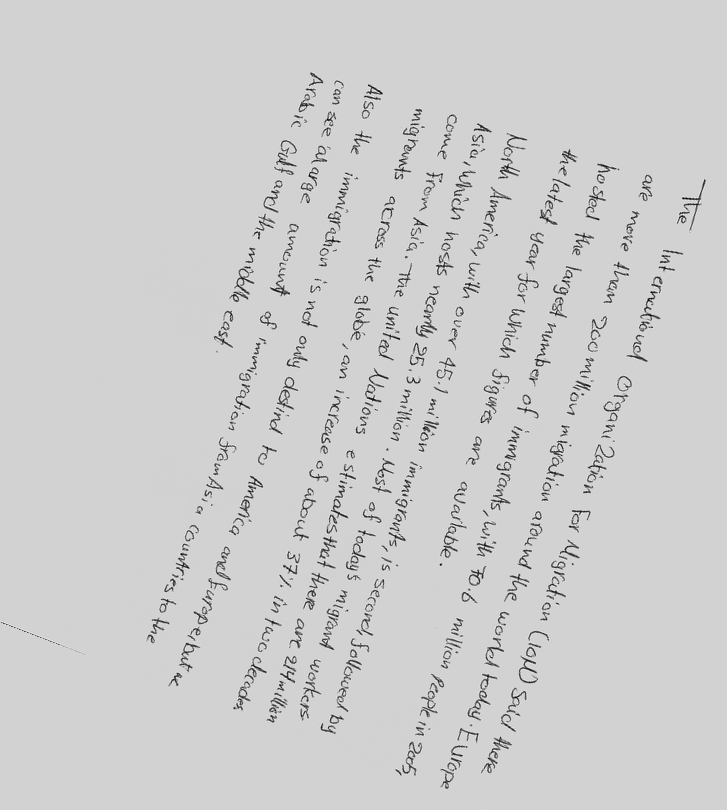 The International Organization for Migration (IOM) said there
are more than 200 million migration around the world today. Europe
hosted the largest number of immigrants, with 70.6 million people in 2005,
the latest year for which figures are available.
North America, with over 45.1 million immigrants, is second, followed by
Asia, which hosts nearly 25.3 million. Most of todays migrant workers
come from Asia. The united Nations estimates that there are 214 million
migrants across the globe, an increase of about 37% in two decades
Also the immigration is not only destind to America and Europe, but we
can see a large amount of immigration from Asia countries to the
Arabic Gulf and the middle east.